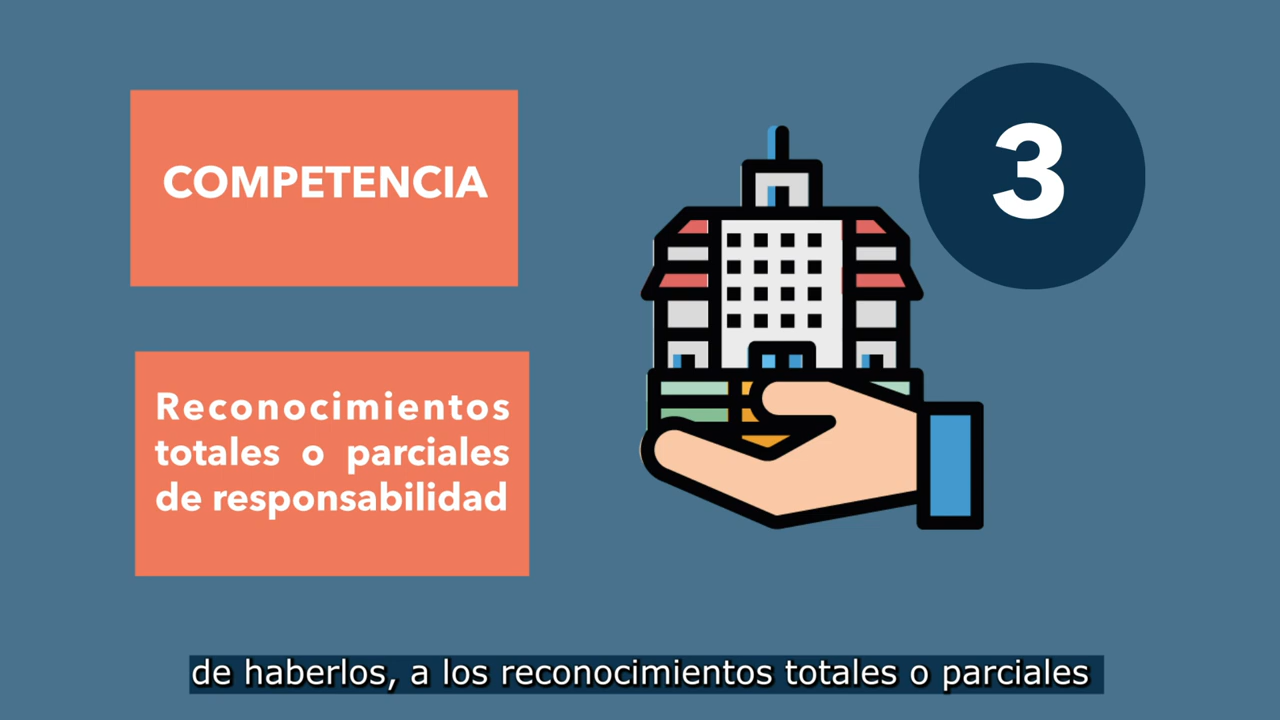 COMPETENCIA
3
Reconocimientos
totales o parciales
de responsabilidad
de haberlos, a los reconocimientos totales o parciales